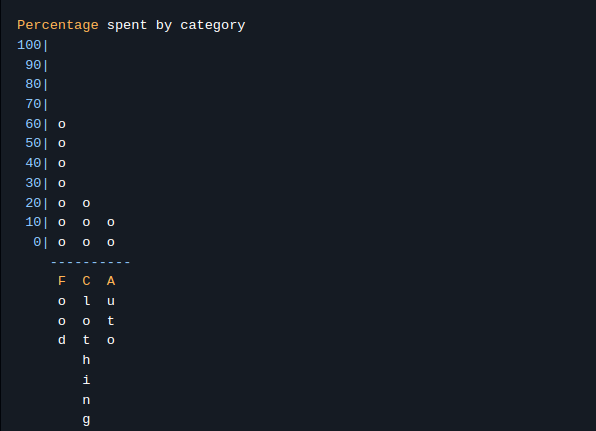 Percentage spent by category
100|
 90|
 80|
 70|
 60| o
 50| o
 40| o
 30| o
 20| o  o
 10| o  o  o
  0| o  o  o
    ----------
     F  C  A
     o  l  u
     o  o  t
     d  t  o
        h
        i
        n
        g